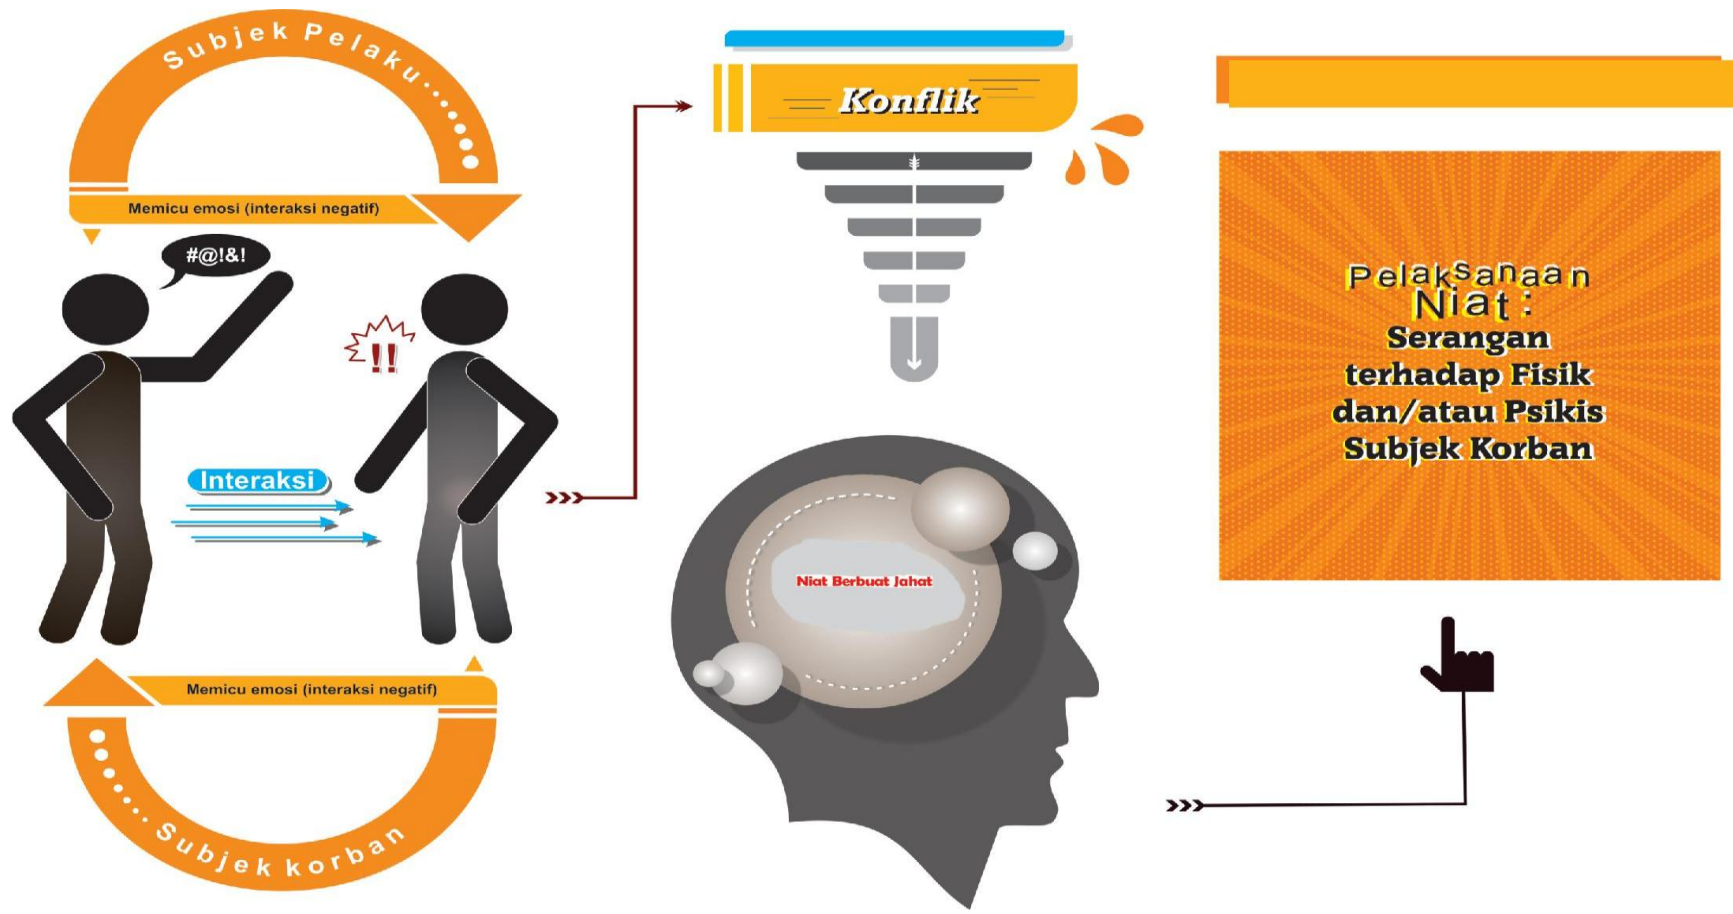 Subjek Pelaku
Memicu emosi (interaksi negatif)
#@!&!
!!
Interaksi
Memicu emosi (interaksi negatif)
Subjek korban
Konflik
Niat Berbuat Jahat
Pelaksanaan
Niat :
Serangan
terhadap Fisik
dan/atau Psikis
Subjek Korban